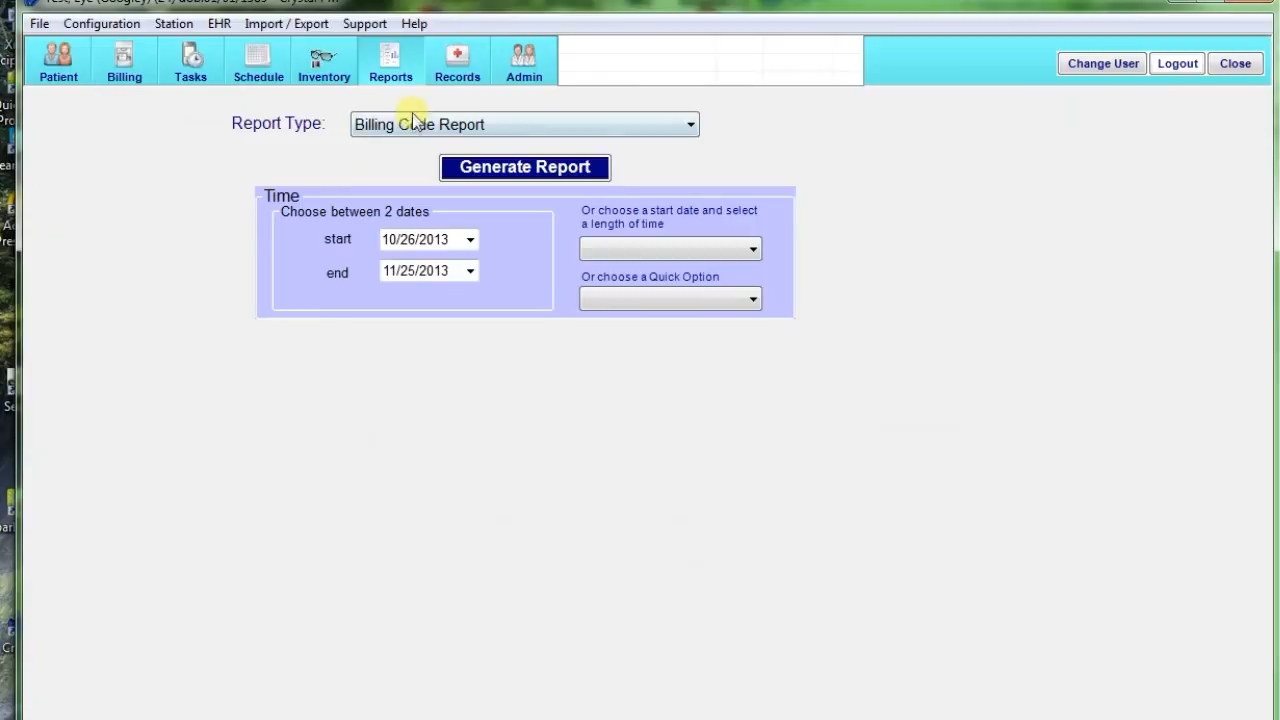 File Configuration Station EHR Import / Export Support Help
Patient Billing Tasks Schedule Inventory Reports Records Admin
Change User Logout Close
Report Type: Billing Code Report
Generate Report
Time
Choose between 2 dates
start 10/26/2013
end 11/25/2013
Or choose a start date and select
a length of time
Or choose a Quick Option